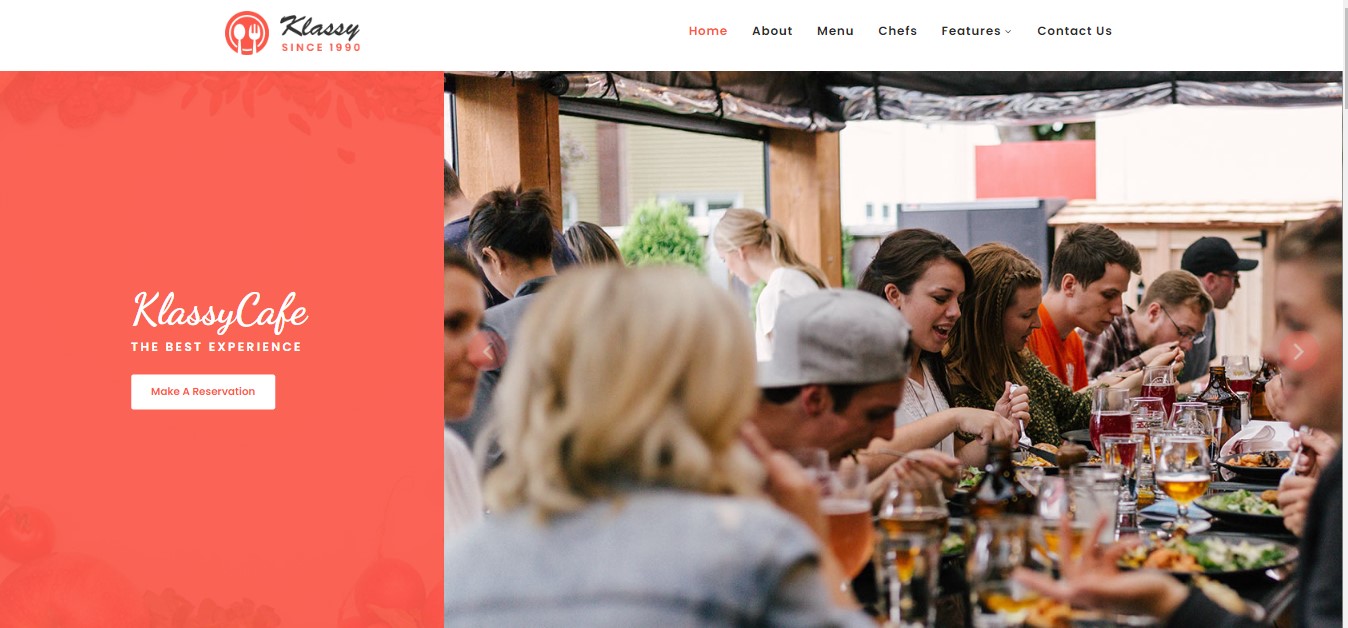 Klassy
SINCE 1990
Home About Menu Chefs Features Contact Us
KlassyCafe
THE BEST EXPERIENCE
Make A Reservation